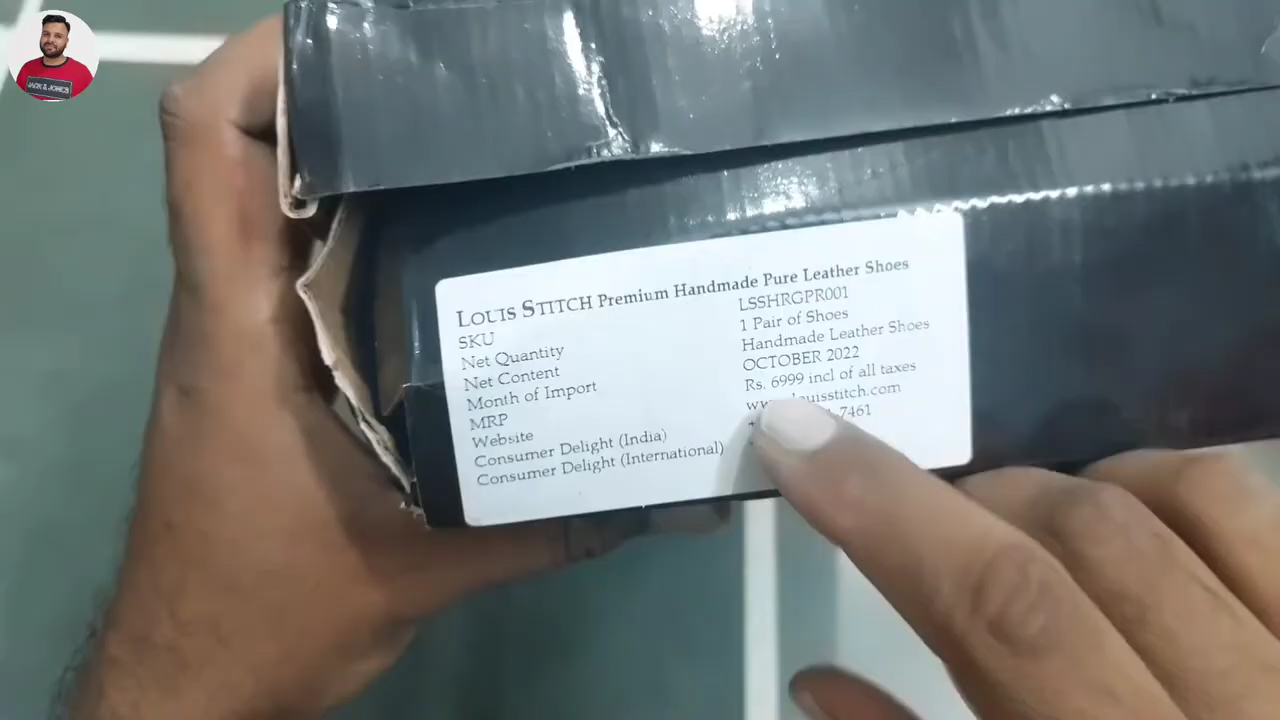 JACK & JONES
LOUIS STITCH Premium Handmade Pure Leather Shoes
SKU LSSHRGPR001
Net Quantity 1 Pair of Shoes
Net Content Handmade Leather Shoes
Month of Import OCTOBER 2022
MRP Rs. 6999 incl of all taxes
Website louisstitch.com
Consumer Delight (India) 7461
Consumer Delight (International)